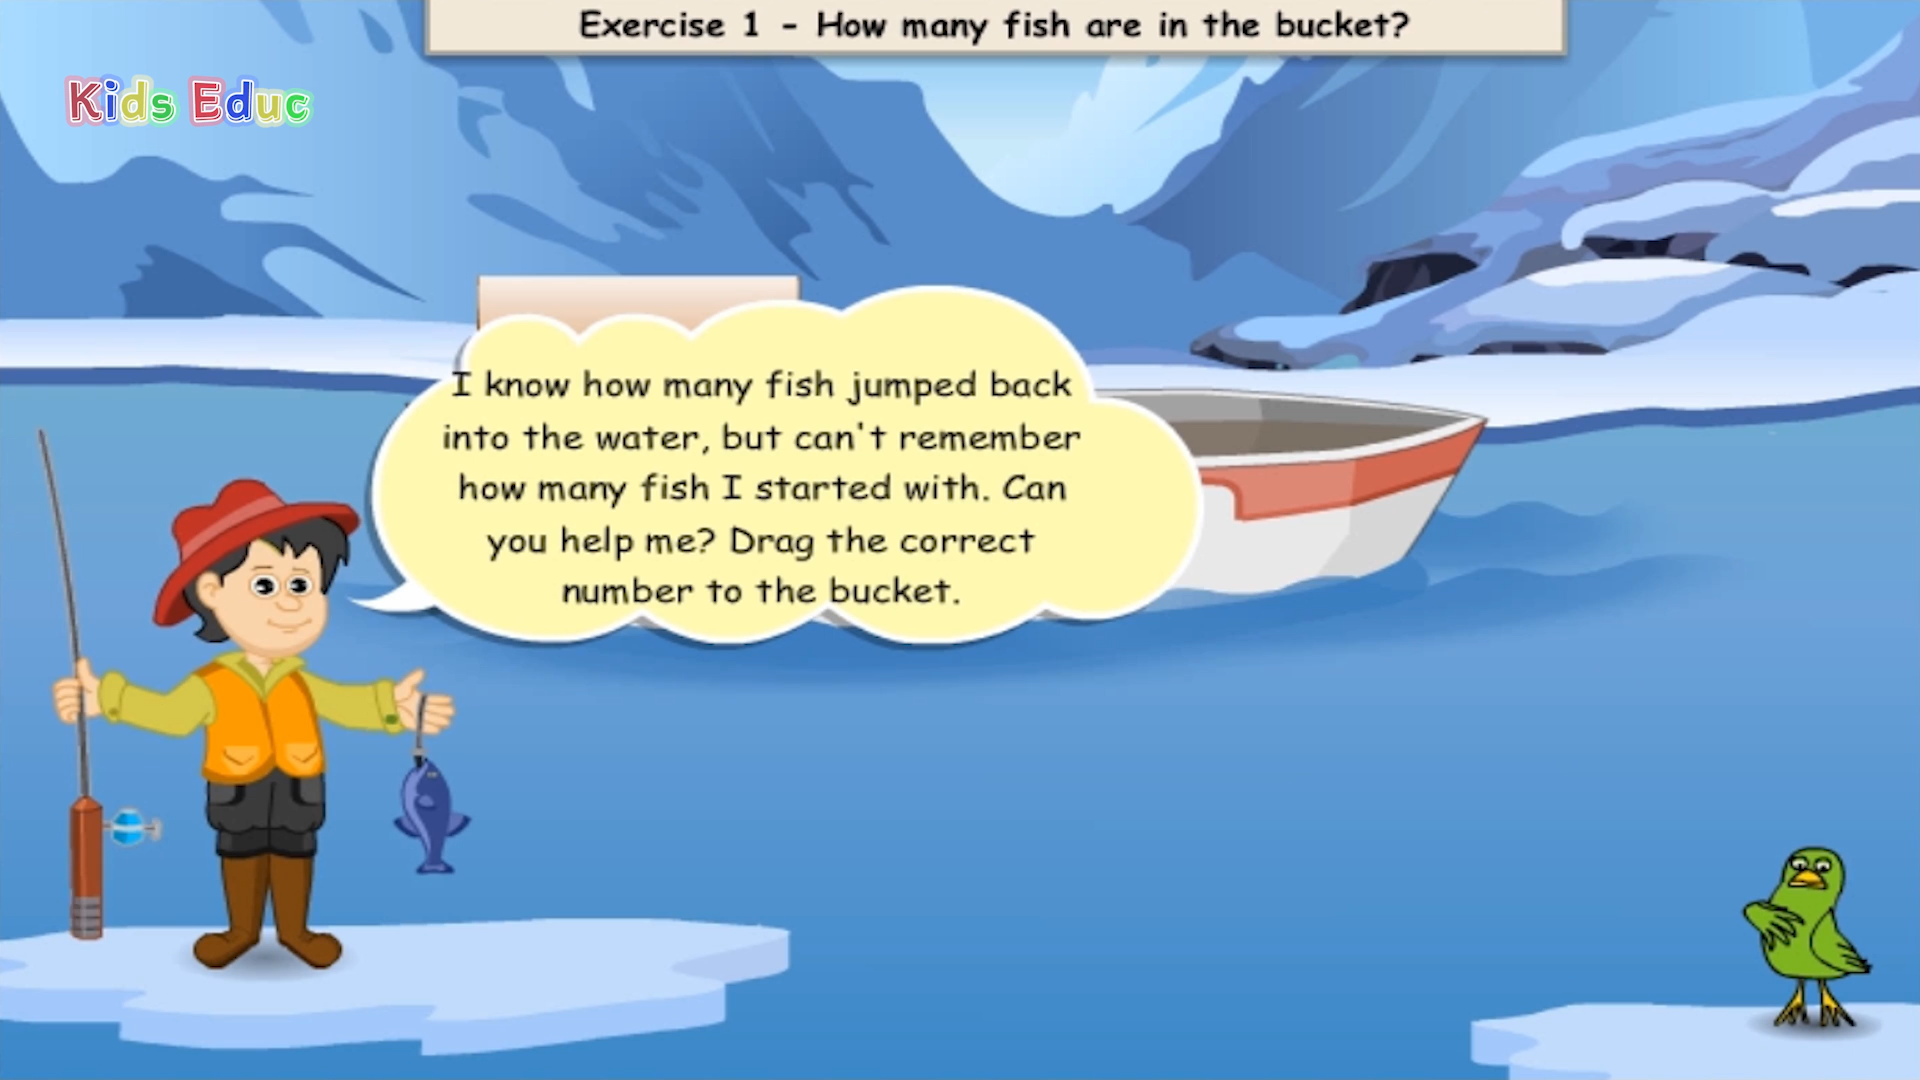 Exercise 1 - How many fish are in the bucket?
Kids Educ
I know how many fish jumped back
into the water, but can't remember
how many fish I started with. Can
you help me? Drag the correct
number to the bucket.